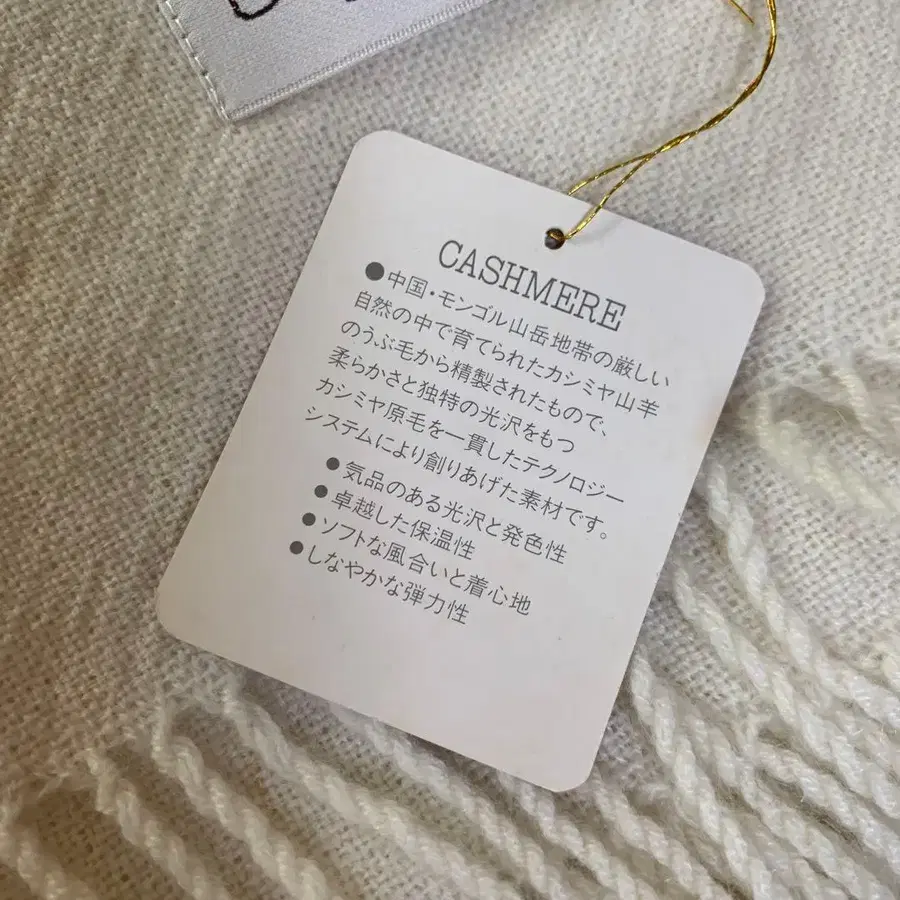 CASHMERE
●中国・モンゴル山岳地帯の厳しい
自然の中で育てられたカシミヤ山羊
のうぶ毛から精製されたもので、
柔らかさと独特の光沢をもつ
カシミヤ原毛を一貫したテクノロジー
システムにより創りあげた素材です。
●気品のある光沢と発色性
●卓越した保温性
●ソフトな風合いと着心地
●しなやかな弾力性